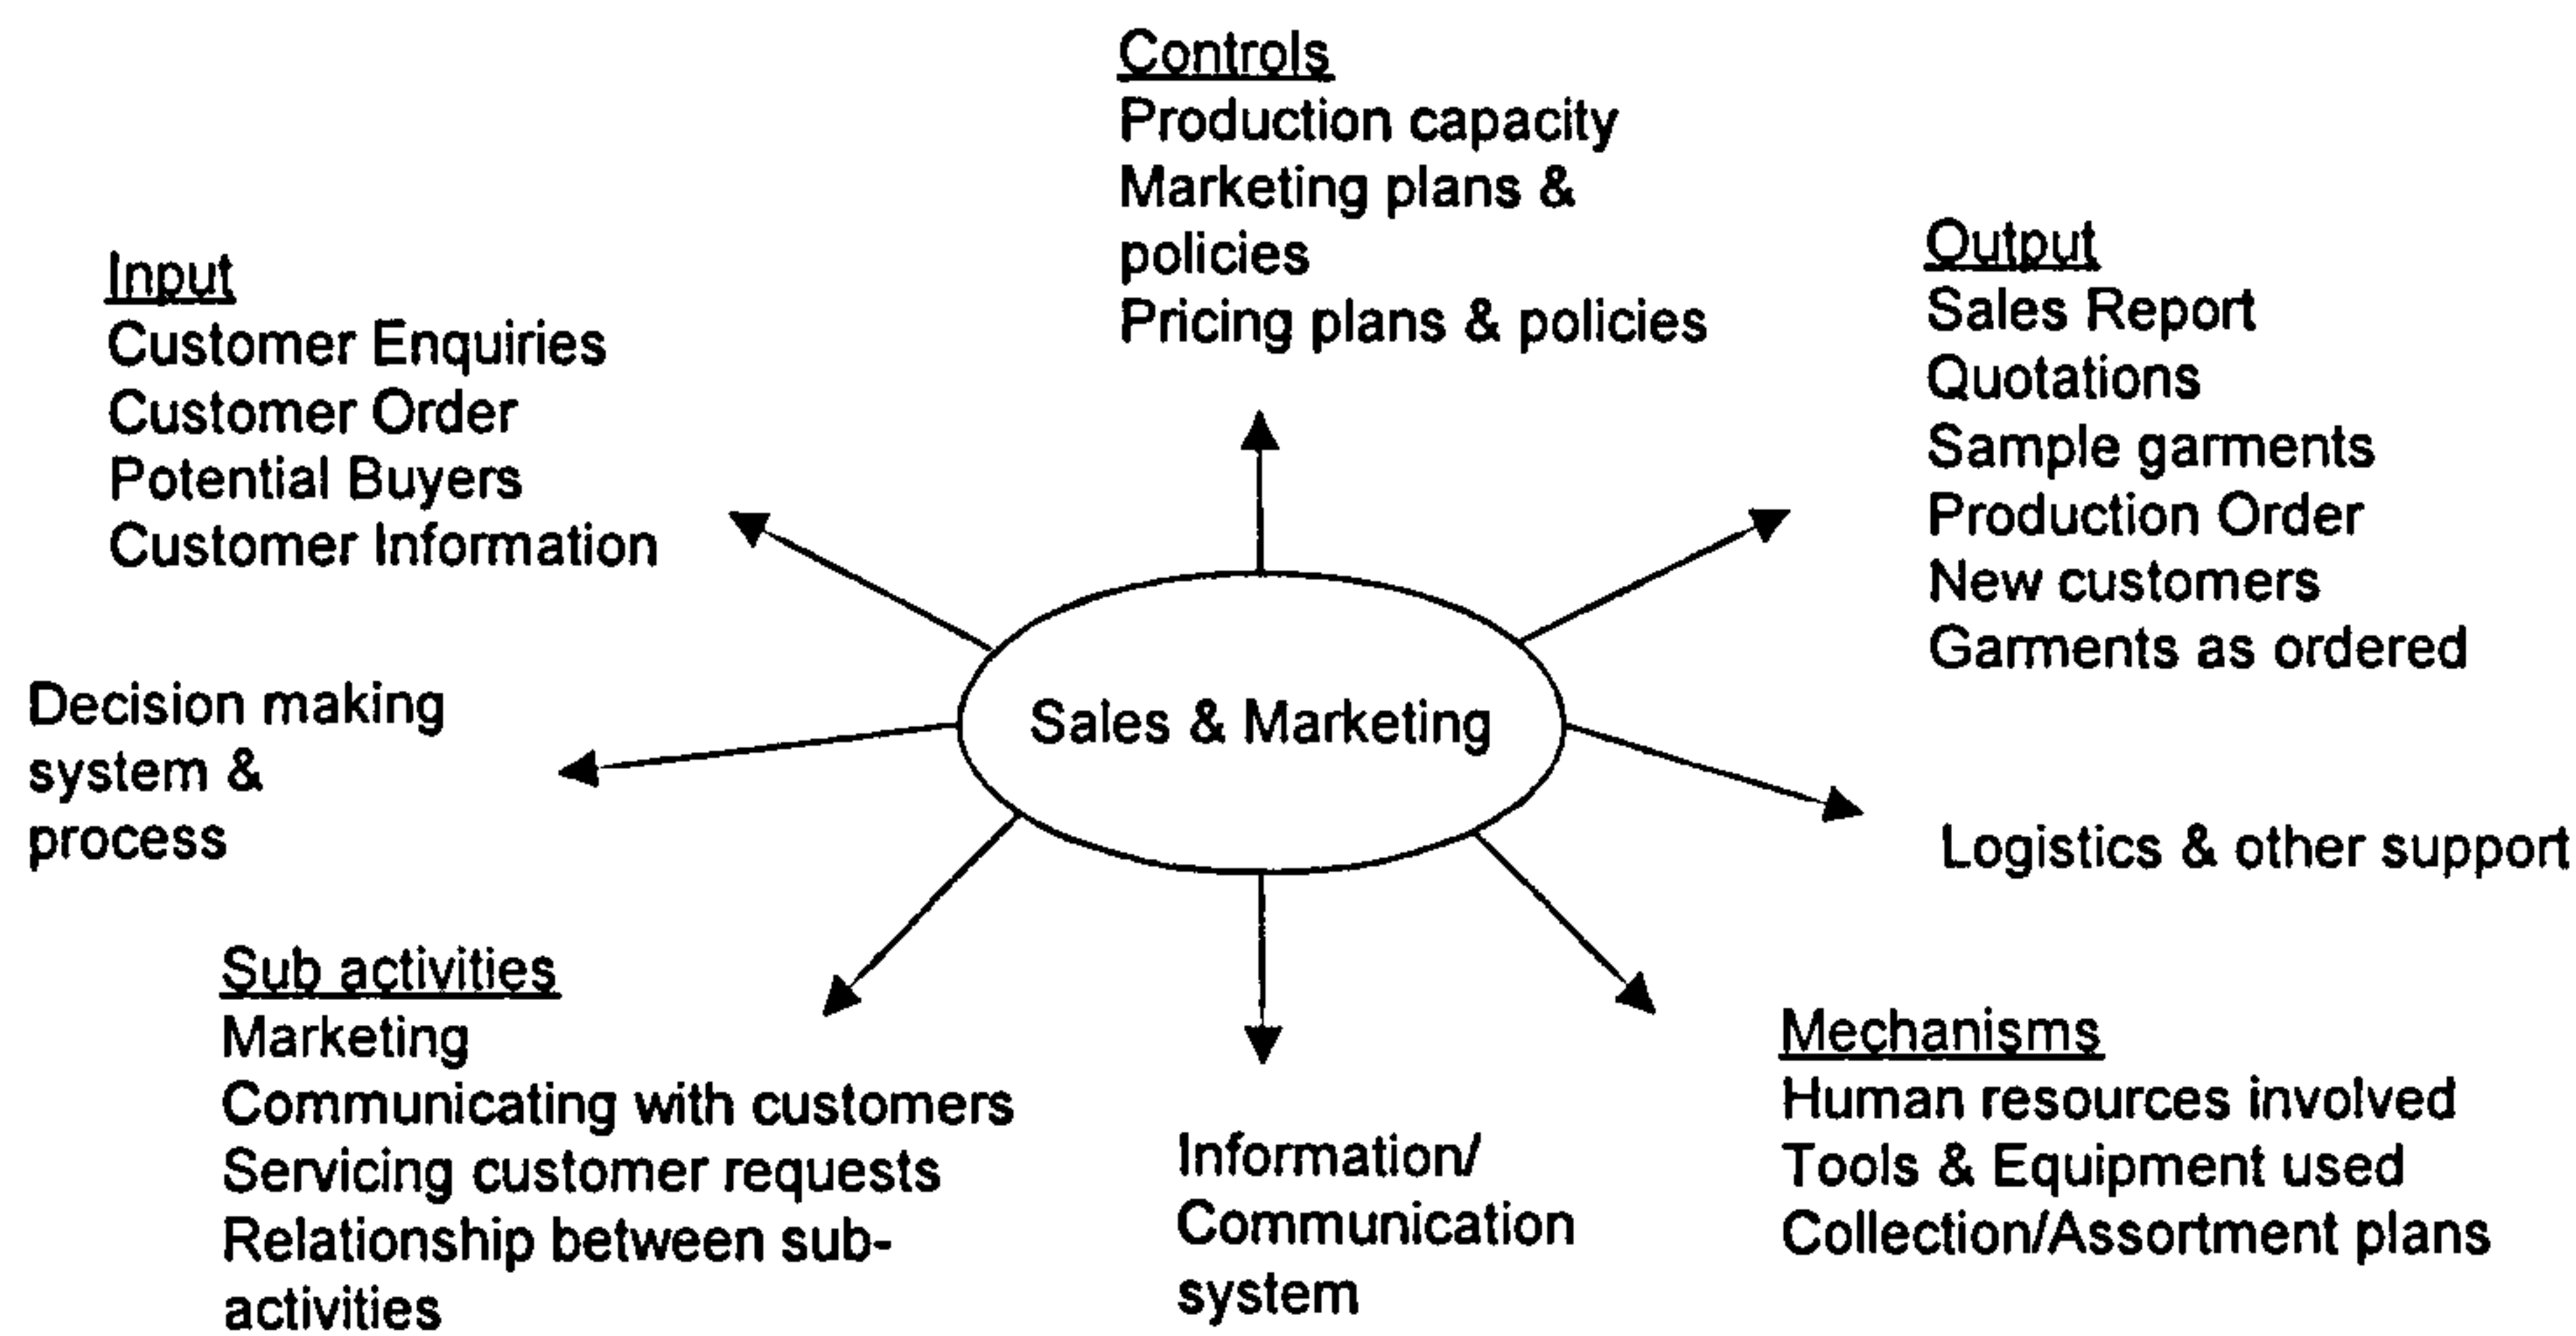 Controls
Production capacity
Marketing plans &
policies
Pricing plans & policies
Input
Customer Enquiries
Customer Order
Potential Buyers
Customer Information
Output
Sales Report
Quotations
Sample garments
Production Order
New customers
Garments as ordered
Decision making
system &
process
Sales & Marketing
Logistics & other support
Sub activities
Marketing
Communicating with customers
Servicing customer requests
Relationship between sub-
activities
Information/
Communication
system
Mechanisms
Human resources involved
Tools & Equipment used
Collection/Assortment plans